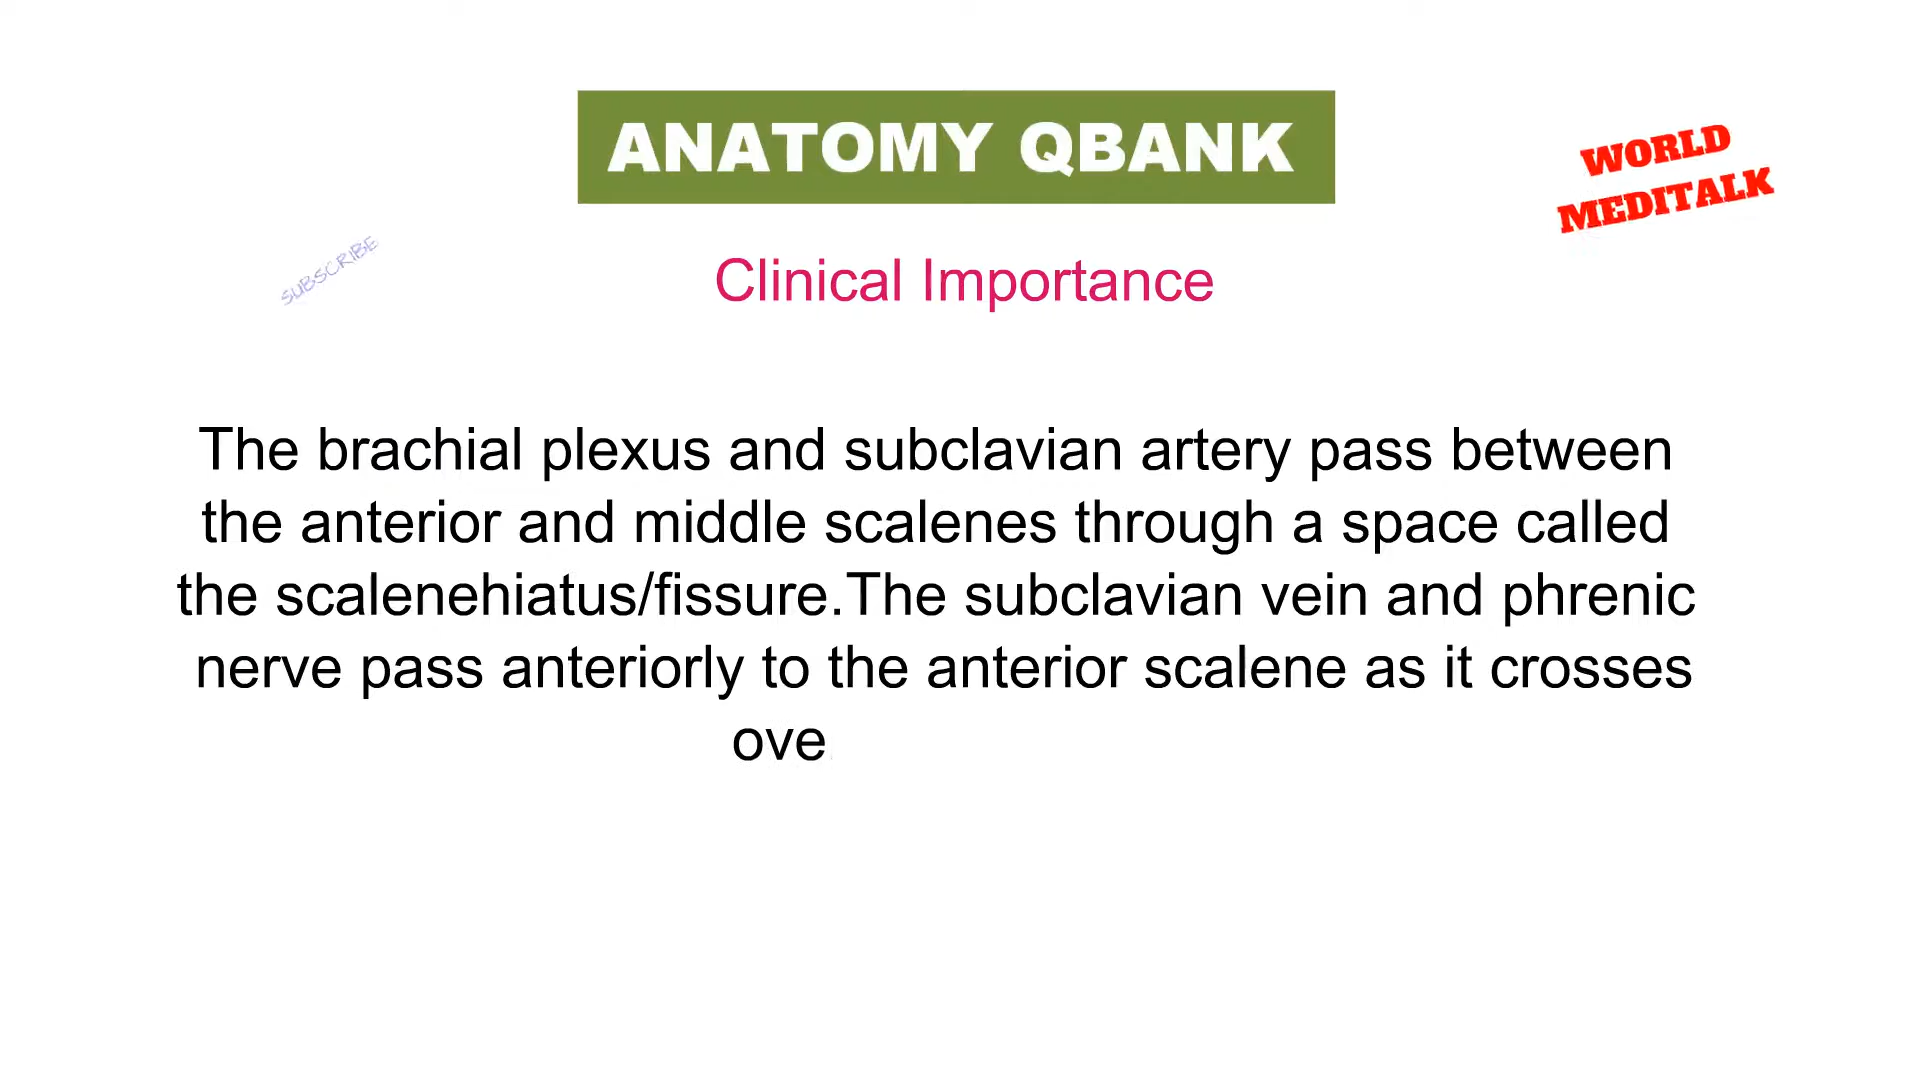 ANATOMY QBANK
WORLD
MEDITALK
SUBSCRIBE
Clinical Importance
The brachial plexus and subclavian artery pass between
the anterior and middle scalenes through a space called
the scalenehiatus/fissure.The subclavian vein and phrenic
nerve pass anteriorly to the anterior scalene as it crosses
ove